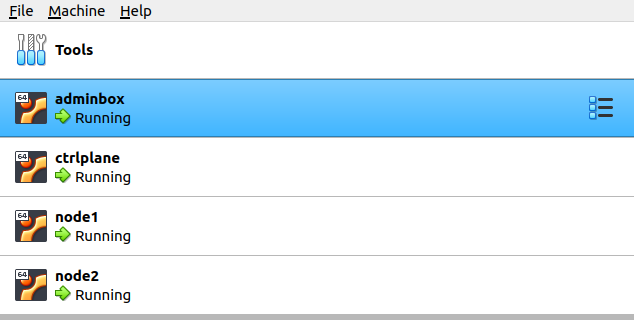 File Machine Help
Tools
64
adminbox
Running
64
ctrlplane
Running
64
node1
Running
64
node2
Running